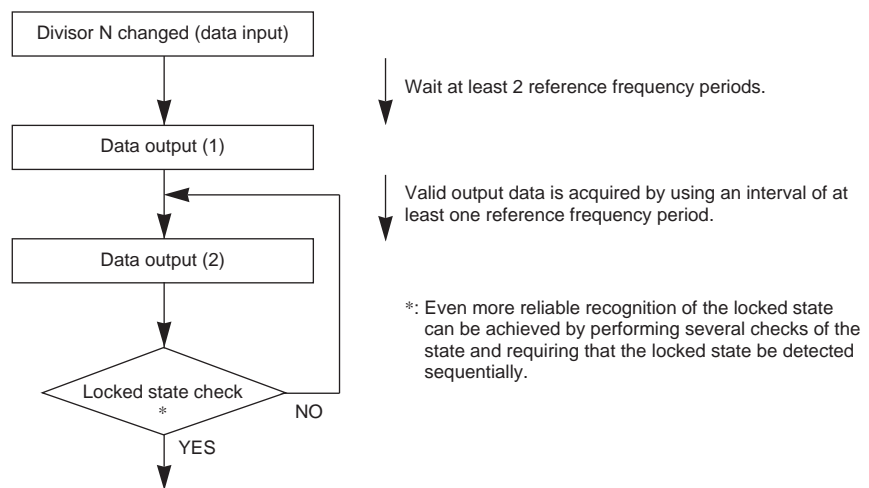 Divisor N changed (data input)
Wait at least 2 reference frequency periods.
Data output (1)
Valid output data is acquired by using an interval of at
least one reference frequency period.
Data output (2)
*: Even more reliable recognition of the locked state
can be achieved by performing several checks of the
state and requiring that the locked state be detected
sequentially.
Locked state check
*
NO
YES